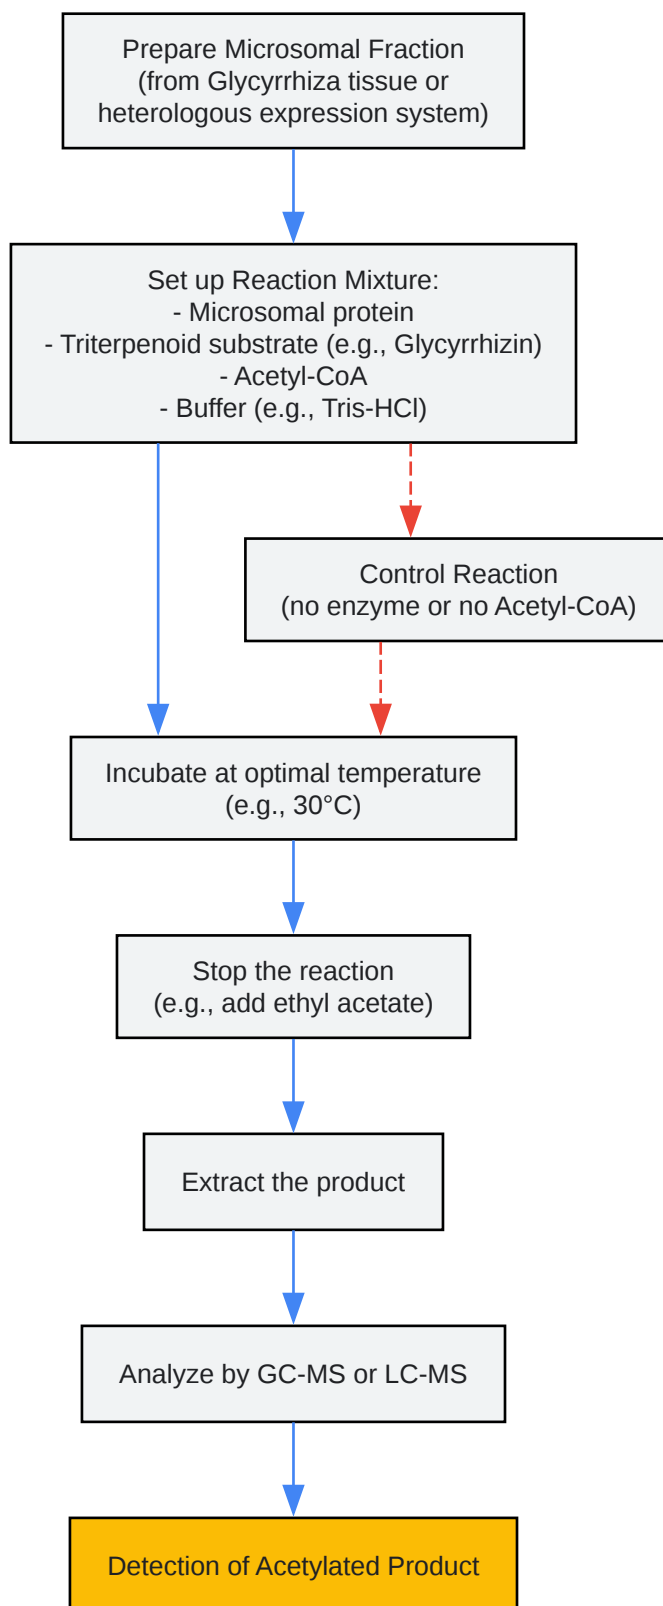 Prepare Microsomal Fraction
(from Glycyrrhiza tissue or
heterologous expression system)
Set up Reaction Mixture:
- Microsomal protein
- Triterpenoid substrate (e.g., Glycyrrhizin)
- Acetyl-CoA
- Buffer (e.g., Tris-HCl)
Control Reaction
(no enzyme or no Acetyl-CoA)
Incubate at optimal temperature
(e.g., 30°C)
Stop the reaction
(e.g., add ethyl acetate)
Extract the product
Analyze by GC-MS or LC-MS
Detection of Acetylated Product